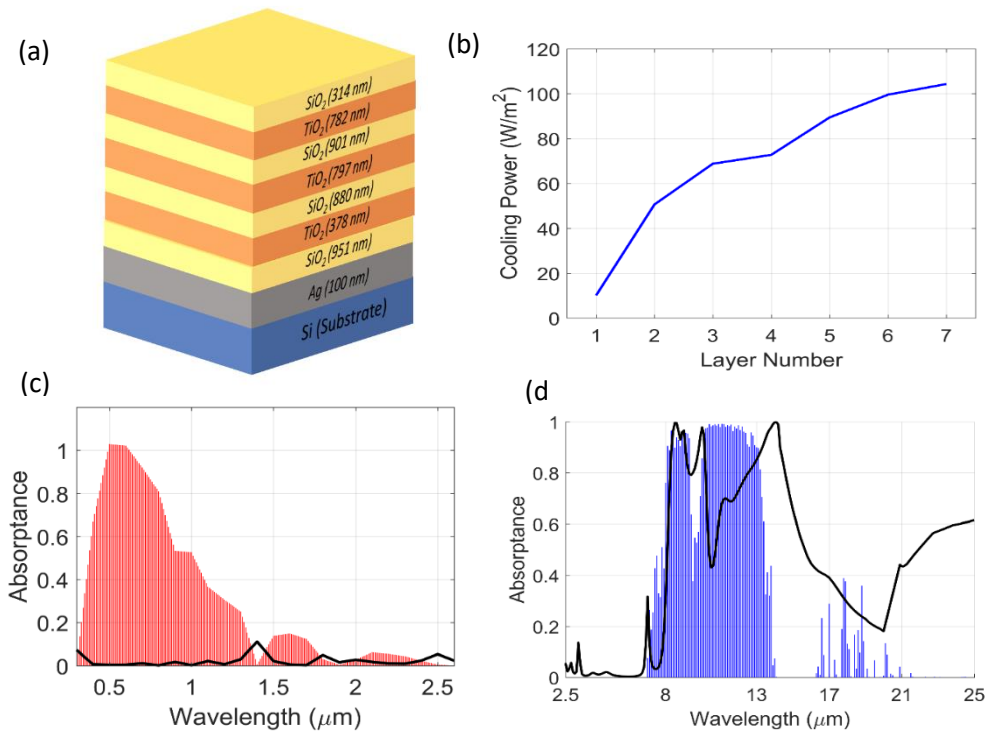 (a)
SiO2 (314 nm)
TiO2 (782 nm)
SiO2 (901 nm)
TiO2 (797 nm)
SiO2 (880 nm)
TiO2 (378 nm)
SiO2 (951 nm)
Ag (100 nm)
Si (Substrate)
(b)
120
100
80
60
40
20
0
Cooling Power (W/m2)
1 2 3 4 5 6 7
Layer Number
(c)
1
0.8
0.6
0.4
0.2
0
Absorptance
0.5 1 1.5 2 2.5
Wavelength (μm)
(d
1
0.8
0.6
0.4
0.2
0
Absorptance
2.5 8 13 17 21 25
Wavelength (μm)